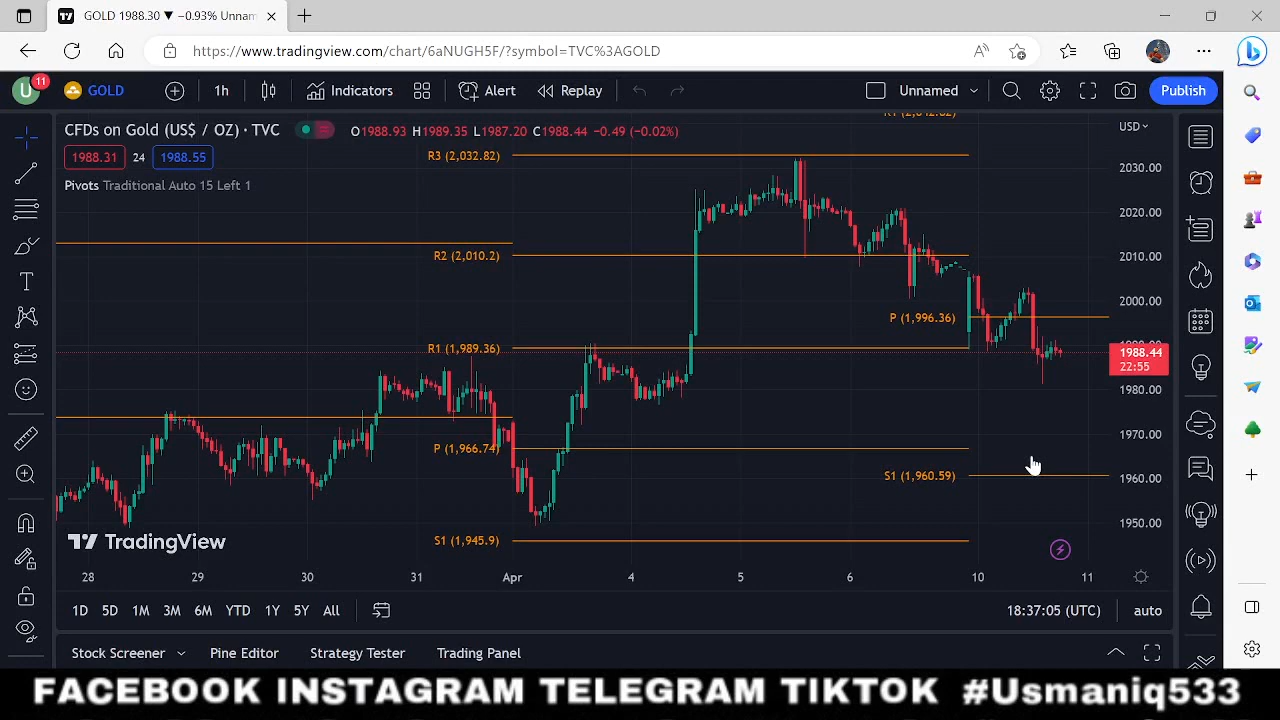 GOLD 1988.30 ▼ −0.93% Unnam
https://www.tradingview.com/chart/6aNUGH5F/?symbol=TVC%3AGOLD
U
11
GOLD
1h
Indicators
Alert
Replay
Unnamed
Publish
CFDs on Gold (US$ / OZ) · TVC
O1988.93 H1989.35 L1987.20 C1988.44 −0.49 (−0.02%)
USD
1988.31
24
1988.55
Pivots Traditional Auto 15 Left 1
R3 (2,032.82)
R2 (2,010.2)
R1 (1,989.36)
P (1,966.74)
S1 (1,945.9)
P (1,996.36)
S1 (1,960.59)
2030.00
2020.00
2010.00
2000.00
1988.44
22:55
1980.00
1970.00
1960.00
1950.00
TradingView
28
29
30
31
Apr
4
5
6
10
11
1D
5D
1M
3M
6M
YTD
1Y
5Y
All
18:37:05 (UTC)
auto
Stock Screener
Pine Editor
Strategy Tester
Trading Panel
FACEBOOK INSTAGRAM TELEGRAM TIKTOK #Usmaniq533